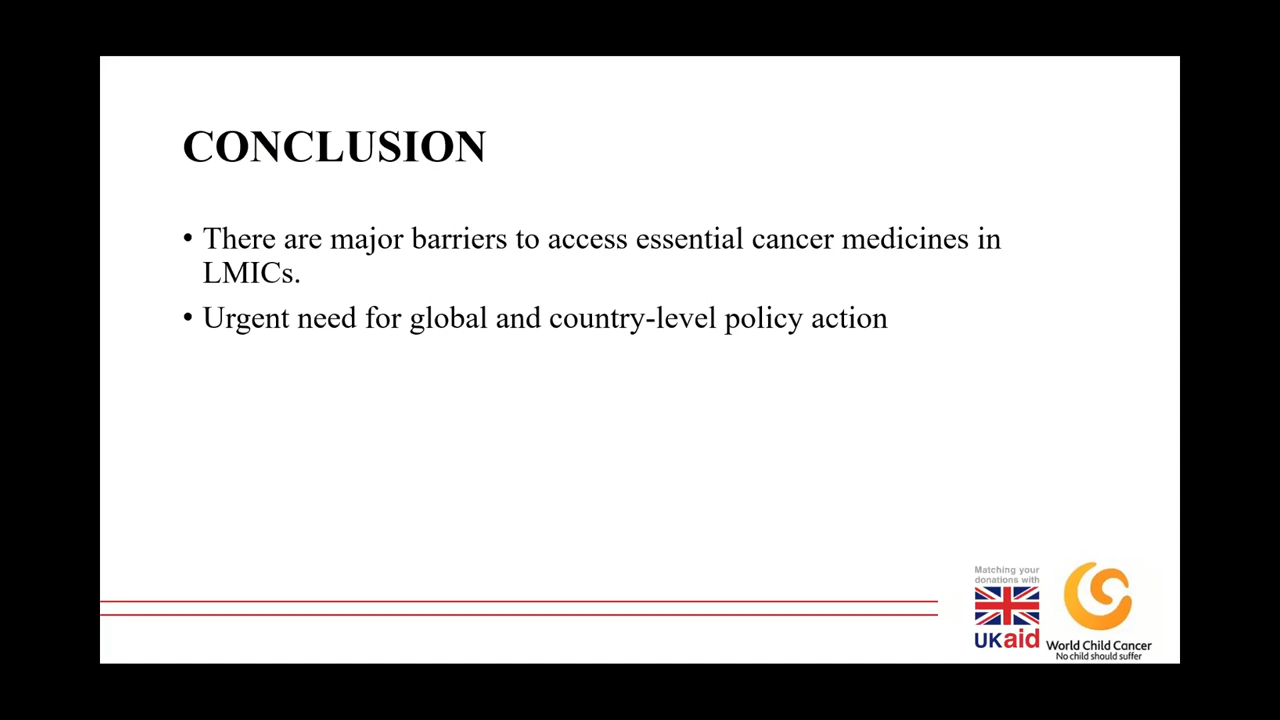 CONCLUSION
• There are major barriers to access essential cancer medicines in
LMICs.
• Urgent need for global and country-level policy action
Matching your
donations with
UKaid
World Child Cancer
No child should suffer